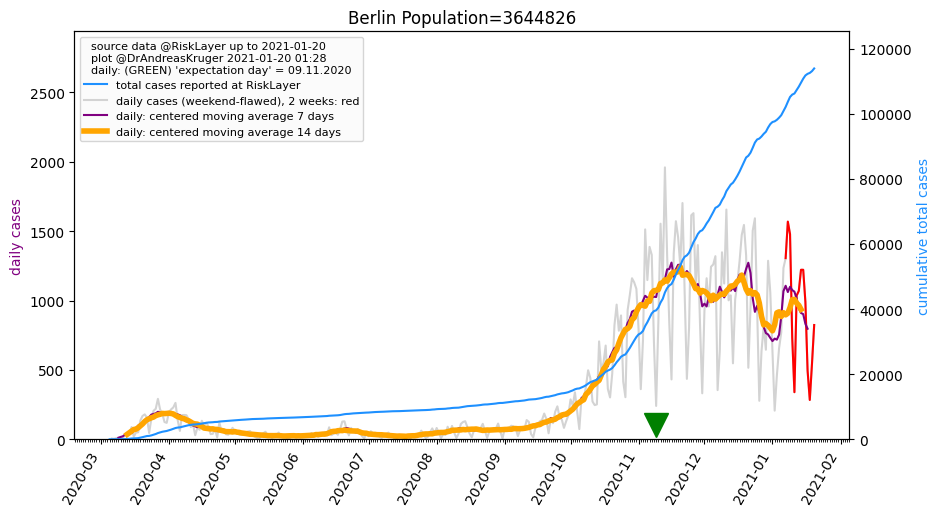 Berlin Population=3644826
source data @RiskLayer up to 2021-01-20
plot @DrAndreasKruger 2021-01-20 01:28
daily: (GREEN) 'expectation day' = 09.11.2020
total cases reported at RiskLayer
daily cases (weekend-flawed), 2 weeks: red
daily: centered moving average 7 days
daily: centered moving average 14 days
daily cases
2500
2000
1500
1000
500
0
120000
100000
80000
60000
40000
20000
0
cumulative total cases
2020-03
2020-04
2020-05
2020-06
2020-07
2020-08
2020-09
2020-10
2020-11
2020-12
2021-01
2021-02